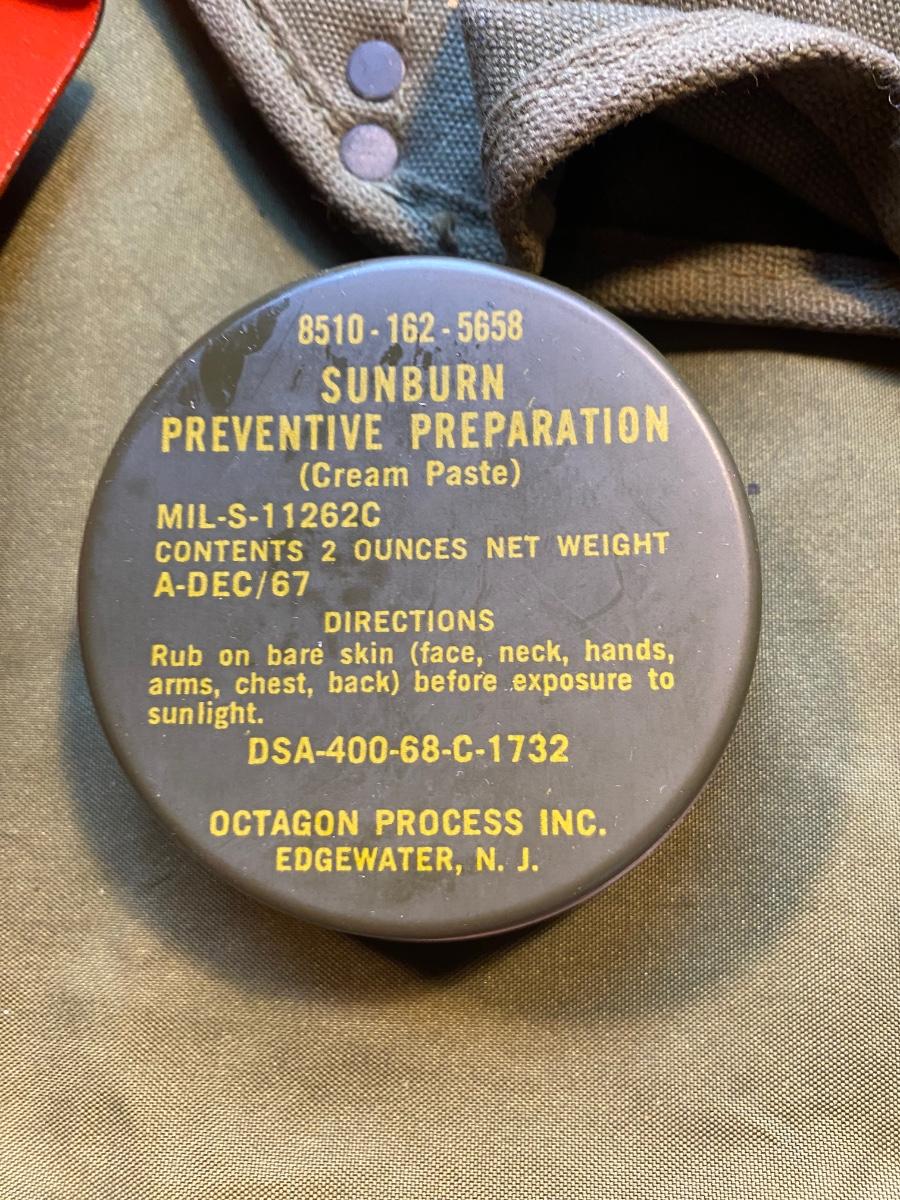 8510-162-5658
SUNBURN
PREVENTIVE PREPARATION
(Cream Paste)
MIL-S-11262C
CONTENTS 2 OUNCES NET WEIGHT
A-DEC/67
DIRECTIONS
Rub on bare skin (face, neck, hands,
arms, chest, back) before exposure to
sunlight.
DSA-400-68-C-1732
OCTAGON PROCESS INC.
EDGEWATER, N. J.